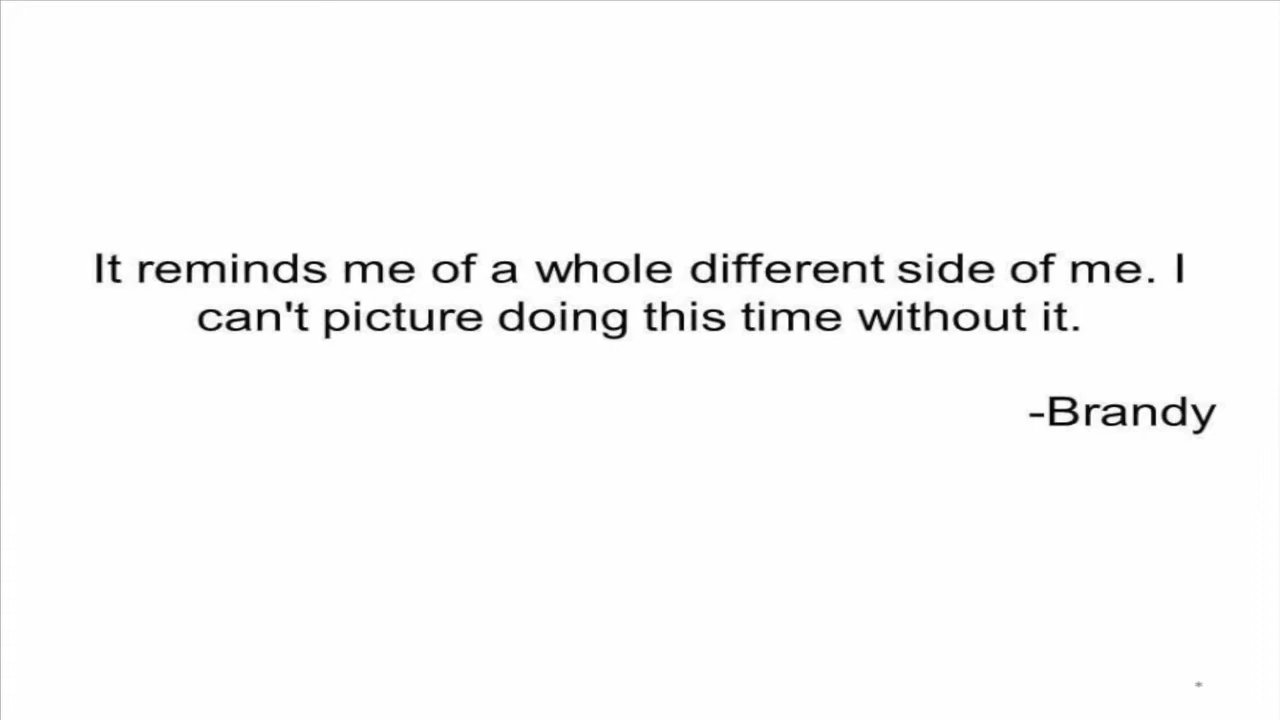 It reminds me of a whole different side of me. I
can't picture doing this time without it.
-Brandy
*